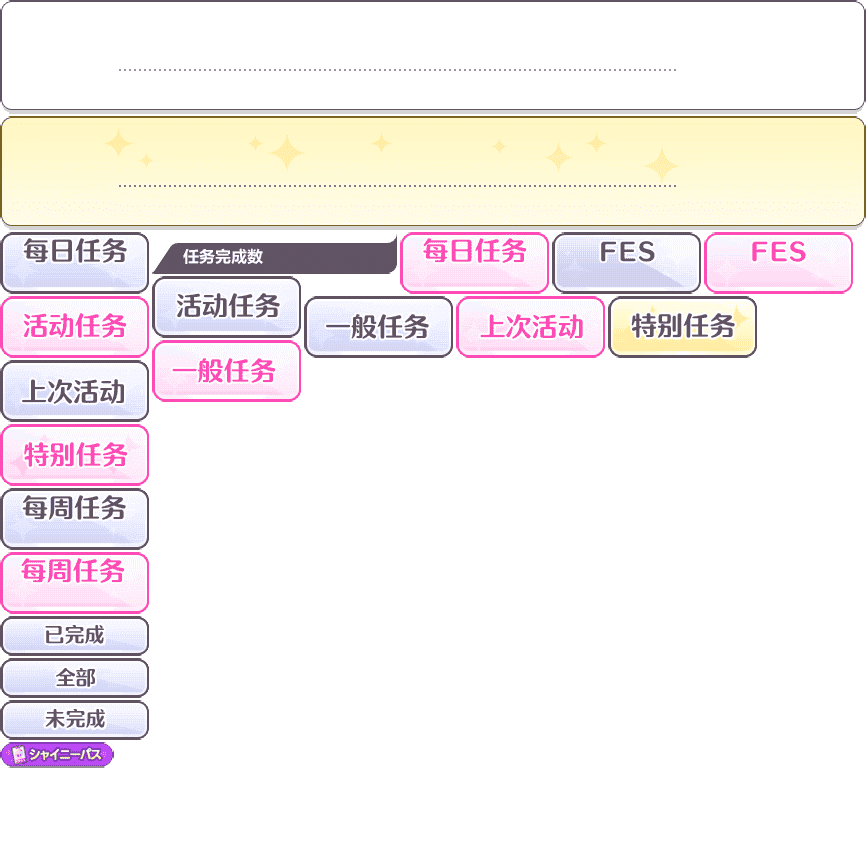 每日任务
任务完成数
每日任务
FES
FES
活动任务
活动任务
一般任务
上次活动
特别任务
上次活动
一般任务
特别任务
每周任务
每周任务
已完成
全部
未完成
シャイニーパス